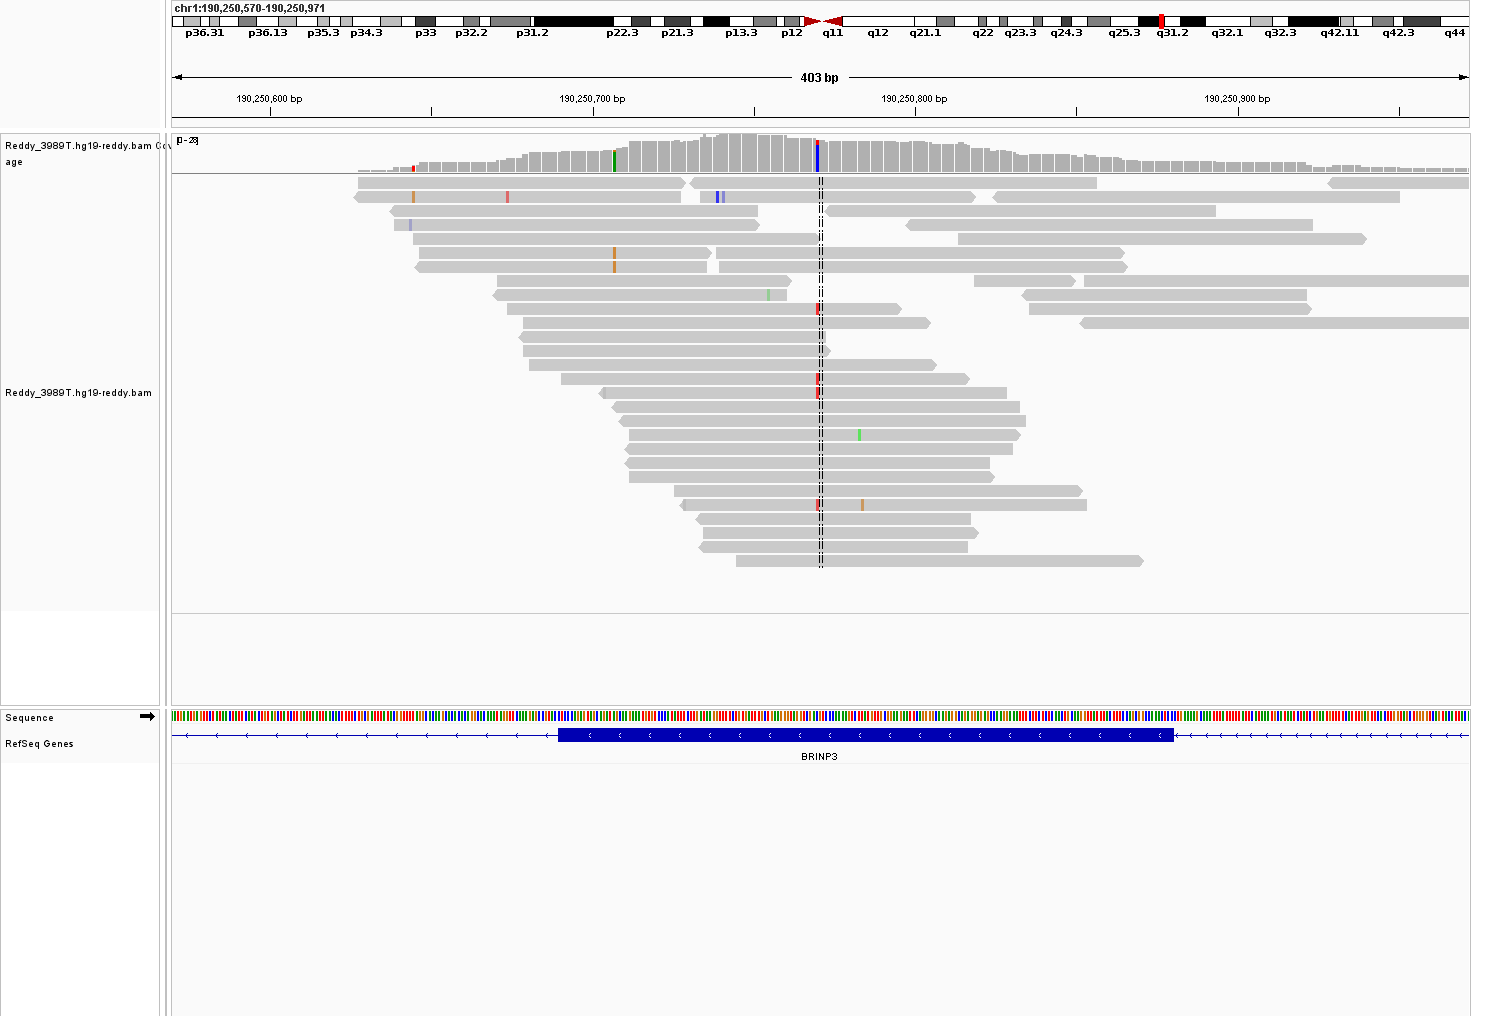 chr1:190,250,570-190,250,971
p36.31 p36.13 p35.3 p34.3 p33 p32.2 p31.2 p22.3 p21.3 p13.3 p12 q11 q12 q21.1 q22 q23.3 q24.3 q25.3 q31.2 q32.1 q32.3 q42.11 q42.3 q44
403 bp
190,250,600 bp 190,250,700 bp 190,250,800 bp 190,250,900 bp
[0 - 28]
Reddy_3989T.hg19-reddy.bam Cov
age
Reddy_3989T.hg19-reddy.bam
Sequence
RefSeq Genes
BRINP3